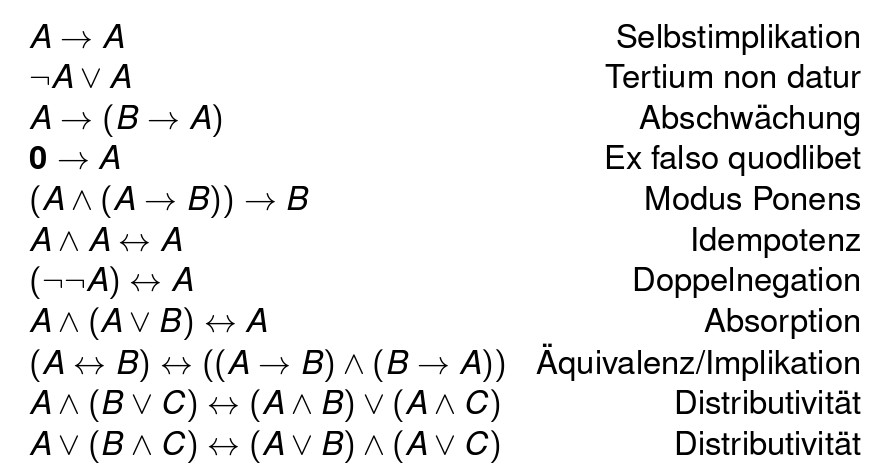 A → A Selbstimplikation
¬A ∨ A Tertium non datur
A → (B → A) Abschwächung
0 → A Ex falso quodlibet
(A ∧ (A → B)) → B Modus Ponens
A ∧ A ↔ A Idempotenz
(¬¬A) ↔ A Doppelnegation
A ∧ (A ∨ B) ↔ A Absorption
(A ↔ B) ↔ ((A → B) ∧ (B → A)) Äquivalenz/Implikation
A ∧ (B ∨ C) ↔ (A ∧ B) ∨ (A ∧ C) Distributivität
A ∨ (B ∧ C) ↔ (A ∨ B) ∧ (A ∨ C) Distributivität